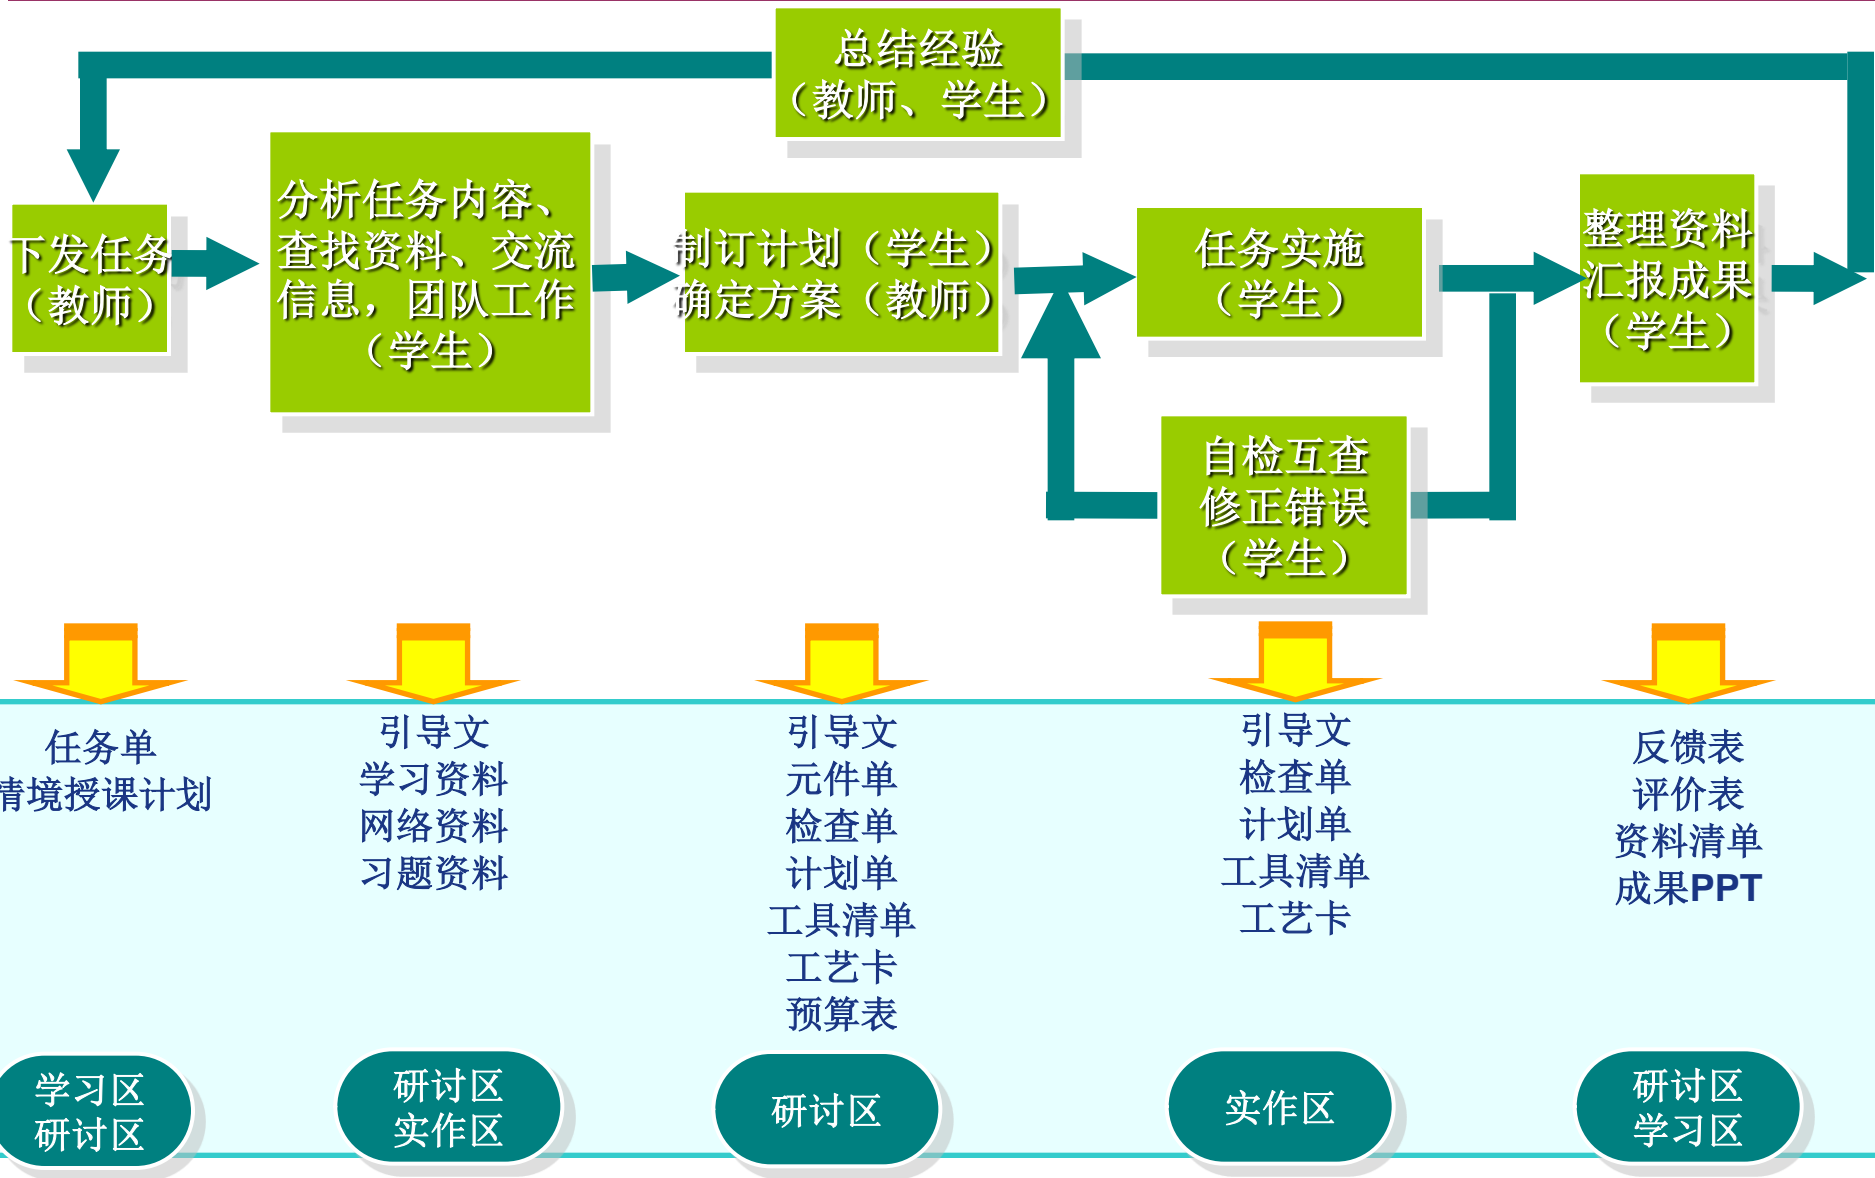 总结经验
（教师、学生）
下发任务
（教师）
分析任务内容、
查找资料、交流
信息，团队工作
（学生）
制订计划（学生）
确定方案（教师）
任务实施
（学生）
整理资料
汇报成果
（学生）
自检互查
修正错误
（学生）
任务单
情境授课计划
引导文
学习资料
网络资料
习题资料
引导文
元件单
检查单
计划单
工具清单
工艺卡
预算表
引导文
检查单
计划单
工具清单
工艺卡
反馈表
评价表
资料清单
成果PPT
学习区
研讨区
研讨区
实作区
研讨区
实作区
研讨区
学习区